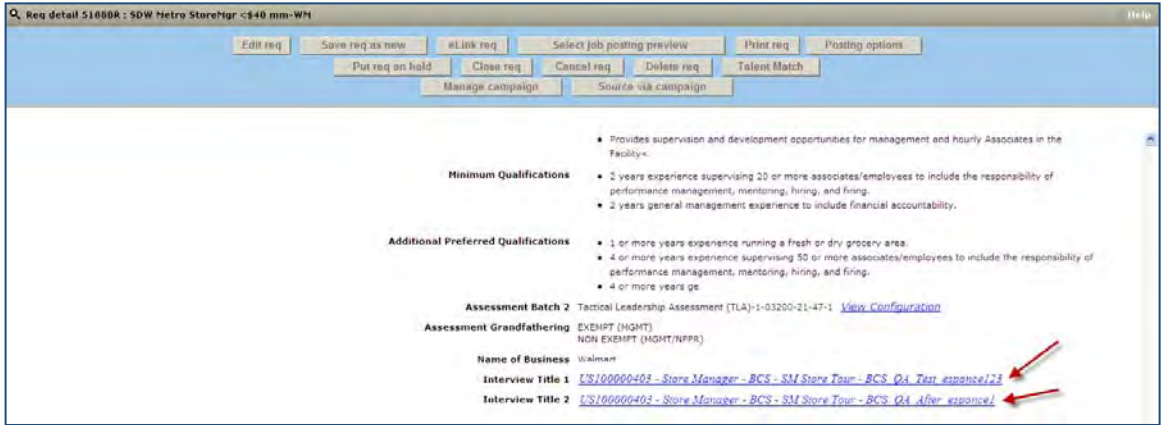 Req detail 51880R : SDW Metro StoreMgr <$40 mm-WM Help
Edit req Save req as new eLink req Select job posting preview Print req Posting options
Put req on hold Close req Cancel req Delete req Talent Match
Manage campaign Source via campaign
• Provides supervision and development opportunities for management and hourly Associates in the
Facility<.
Minimum Qualifications • 2 years experience supervising 20 or more associates/employees to include the responsibility of
performance management, mentoring, hiring, and firing.
• 2 years general management experience to include financial accountability.
Additional Preferred Qualifications • 1 or more years experience running a fresh or dry grocery area.
• 4 or more years experience supervising 50 or more associates/employees to include the responsibility of
performance management, mentoring, hiring, and firing.
• 4 or more years ge
Assessment Batch 2 Tactical Leadership Assessment (TLA)-1-03200-21-47-1 View Configuration
Assessment Grandfathering EXEMPT (MGMT)
NON EXEMPT (MGMT/NPPR)
Name of Business Walmart
Interview Title 1 US100000403 - Store Manager - BCS - SM Store Tour - BCS_QA_Test_esponce123
Interview Title 2 US100000403 - Store Manager - BCS - SM Store Tour - BCS_QA_After_esponce1